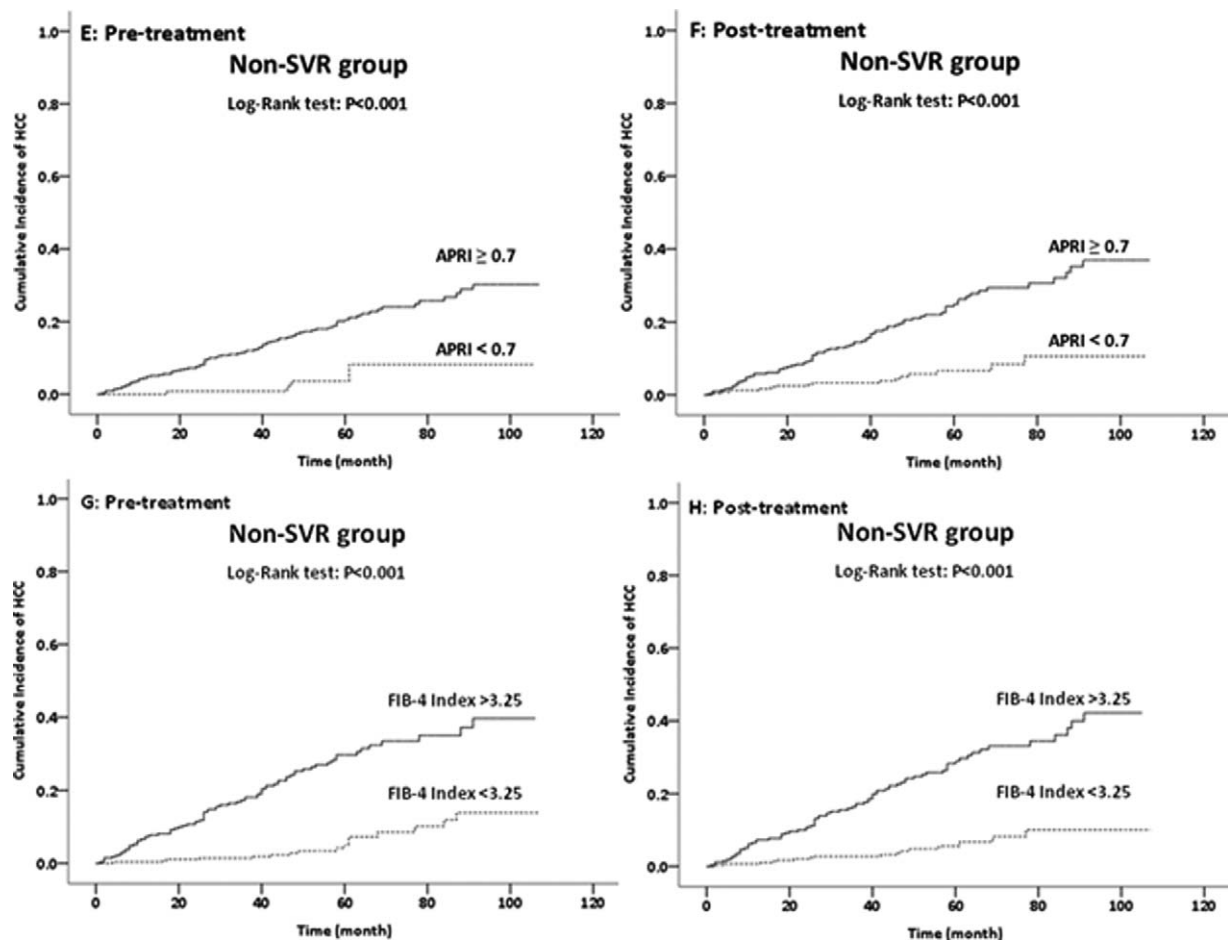 E: Pre-treatment
Non-SVR group
Log-Rank test: P<0.001
Cumulative Incidence of HCC
1.0
0.8
0.6
0.4
0.2
0.0
APRI ≥ 0.7
APRI < 0.7
0 20 40 60 80 100 120
Time (month)
F: Post-treatment
Non-SVR group
Log-Rank test: P<0.001
Cumulative Incidence of HCC
1.0
0.8
0.6
0.4
0.2
0.0
APRI ≥ 0.7
APRI < 0.7
0 20 40 60 80 100 120
Time (month)
G: Pre-treatment
Non-SVR group
Log-Rank test: P<0.001
Cumulative Incidence of HCC
1.0
0.8
0.6
0.4
0.2
0.0
FIB-4 Index >3.25
FIB-4 Index <3.25
0 20 40 60 80 100 120
Time (month)
H: Post-treatment
Non-SVR group
Log-Rank test: P<0.001
Cumulative Incidence of HCC
1.0
0.8
0.6
0.4
0.2
0.0
FIB-4 Index >3.25
FIB-4 Index <3.25
0 20 40 60 80 100 120
Time (month)